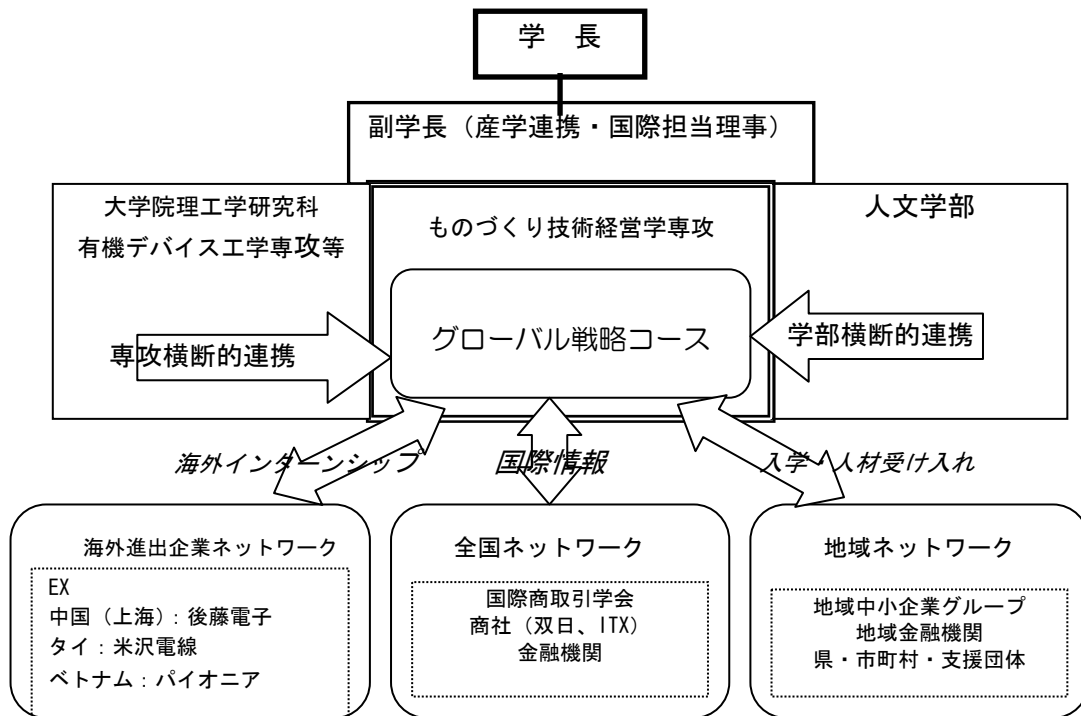 学　長
副学長（産学連携・国際担当理事）
大学院理工学研究科
有機デバイス工学専攻等
ものづくり技術経営学専攻
人文学部
専攻横断的連携
グローバル戦略コース
学部横断的連携
海外インターンシップ
国際情報
入学・人材受け入れ
海外進出企業ネットワーク
EX
中国（上海）：後藤電子
タイ：米沢電線
ベトナム：パイオニア
全国ネットワーク
国際商取引学会
商社（双日、ITX）
金融機関
地域ネットワーク
地域中小企業グループ
地域金融機関
県・市町村・支援団体